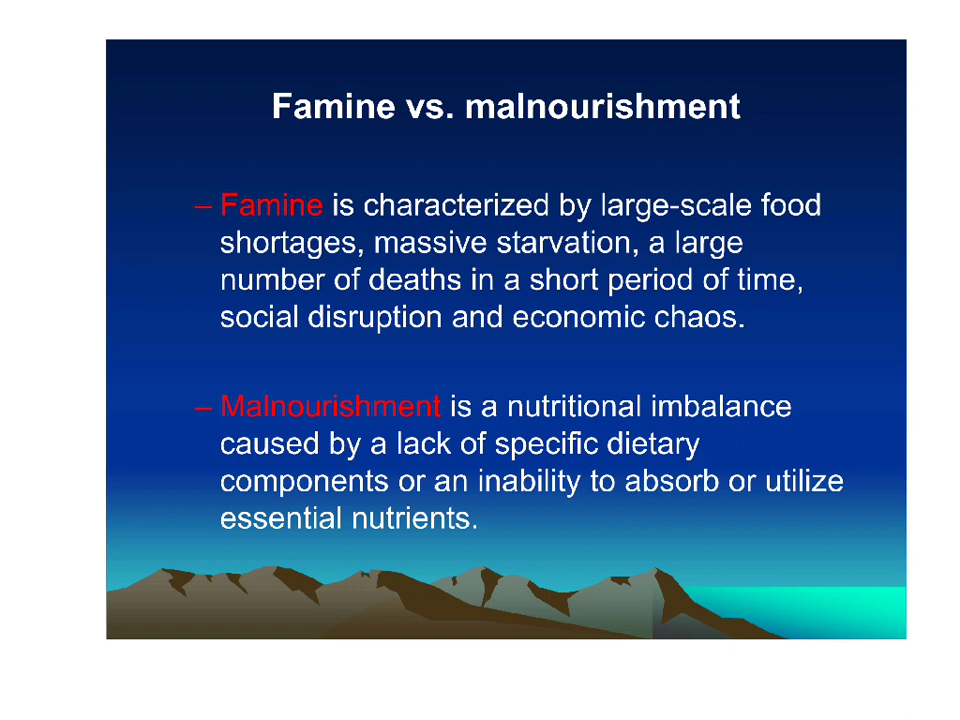 Famine vs. malnourishment
– Famine is characterized by large-scale food
shortages, massive starvation, a large
number of deaths in a short period of time,
social disruption and economic chaos.
– Malnourishment is a nutritional imbalance
caused by a lack of specific dietary
components or an inability to absorb or utilize
essential nutrients.